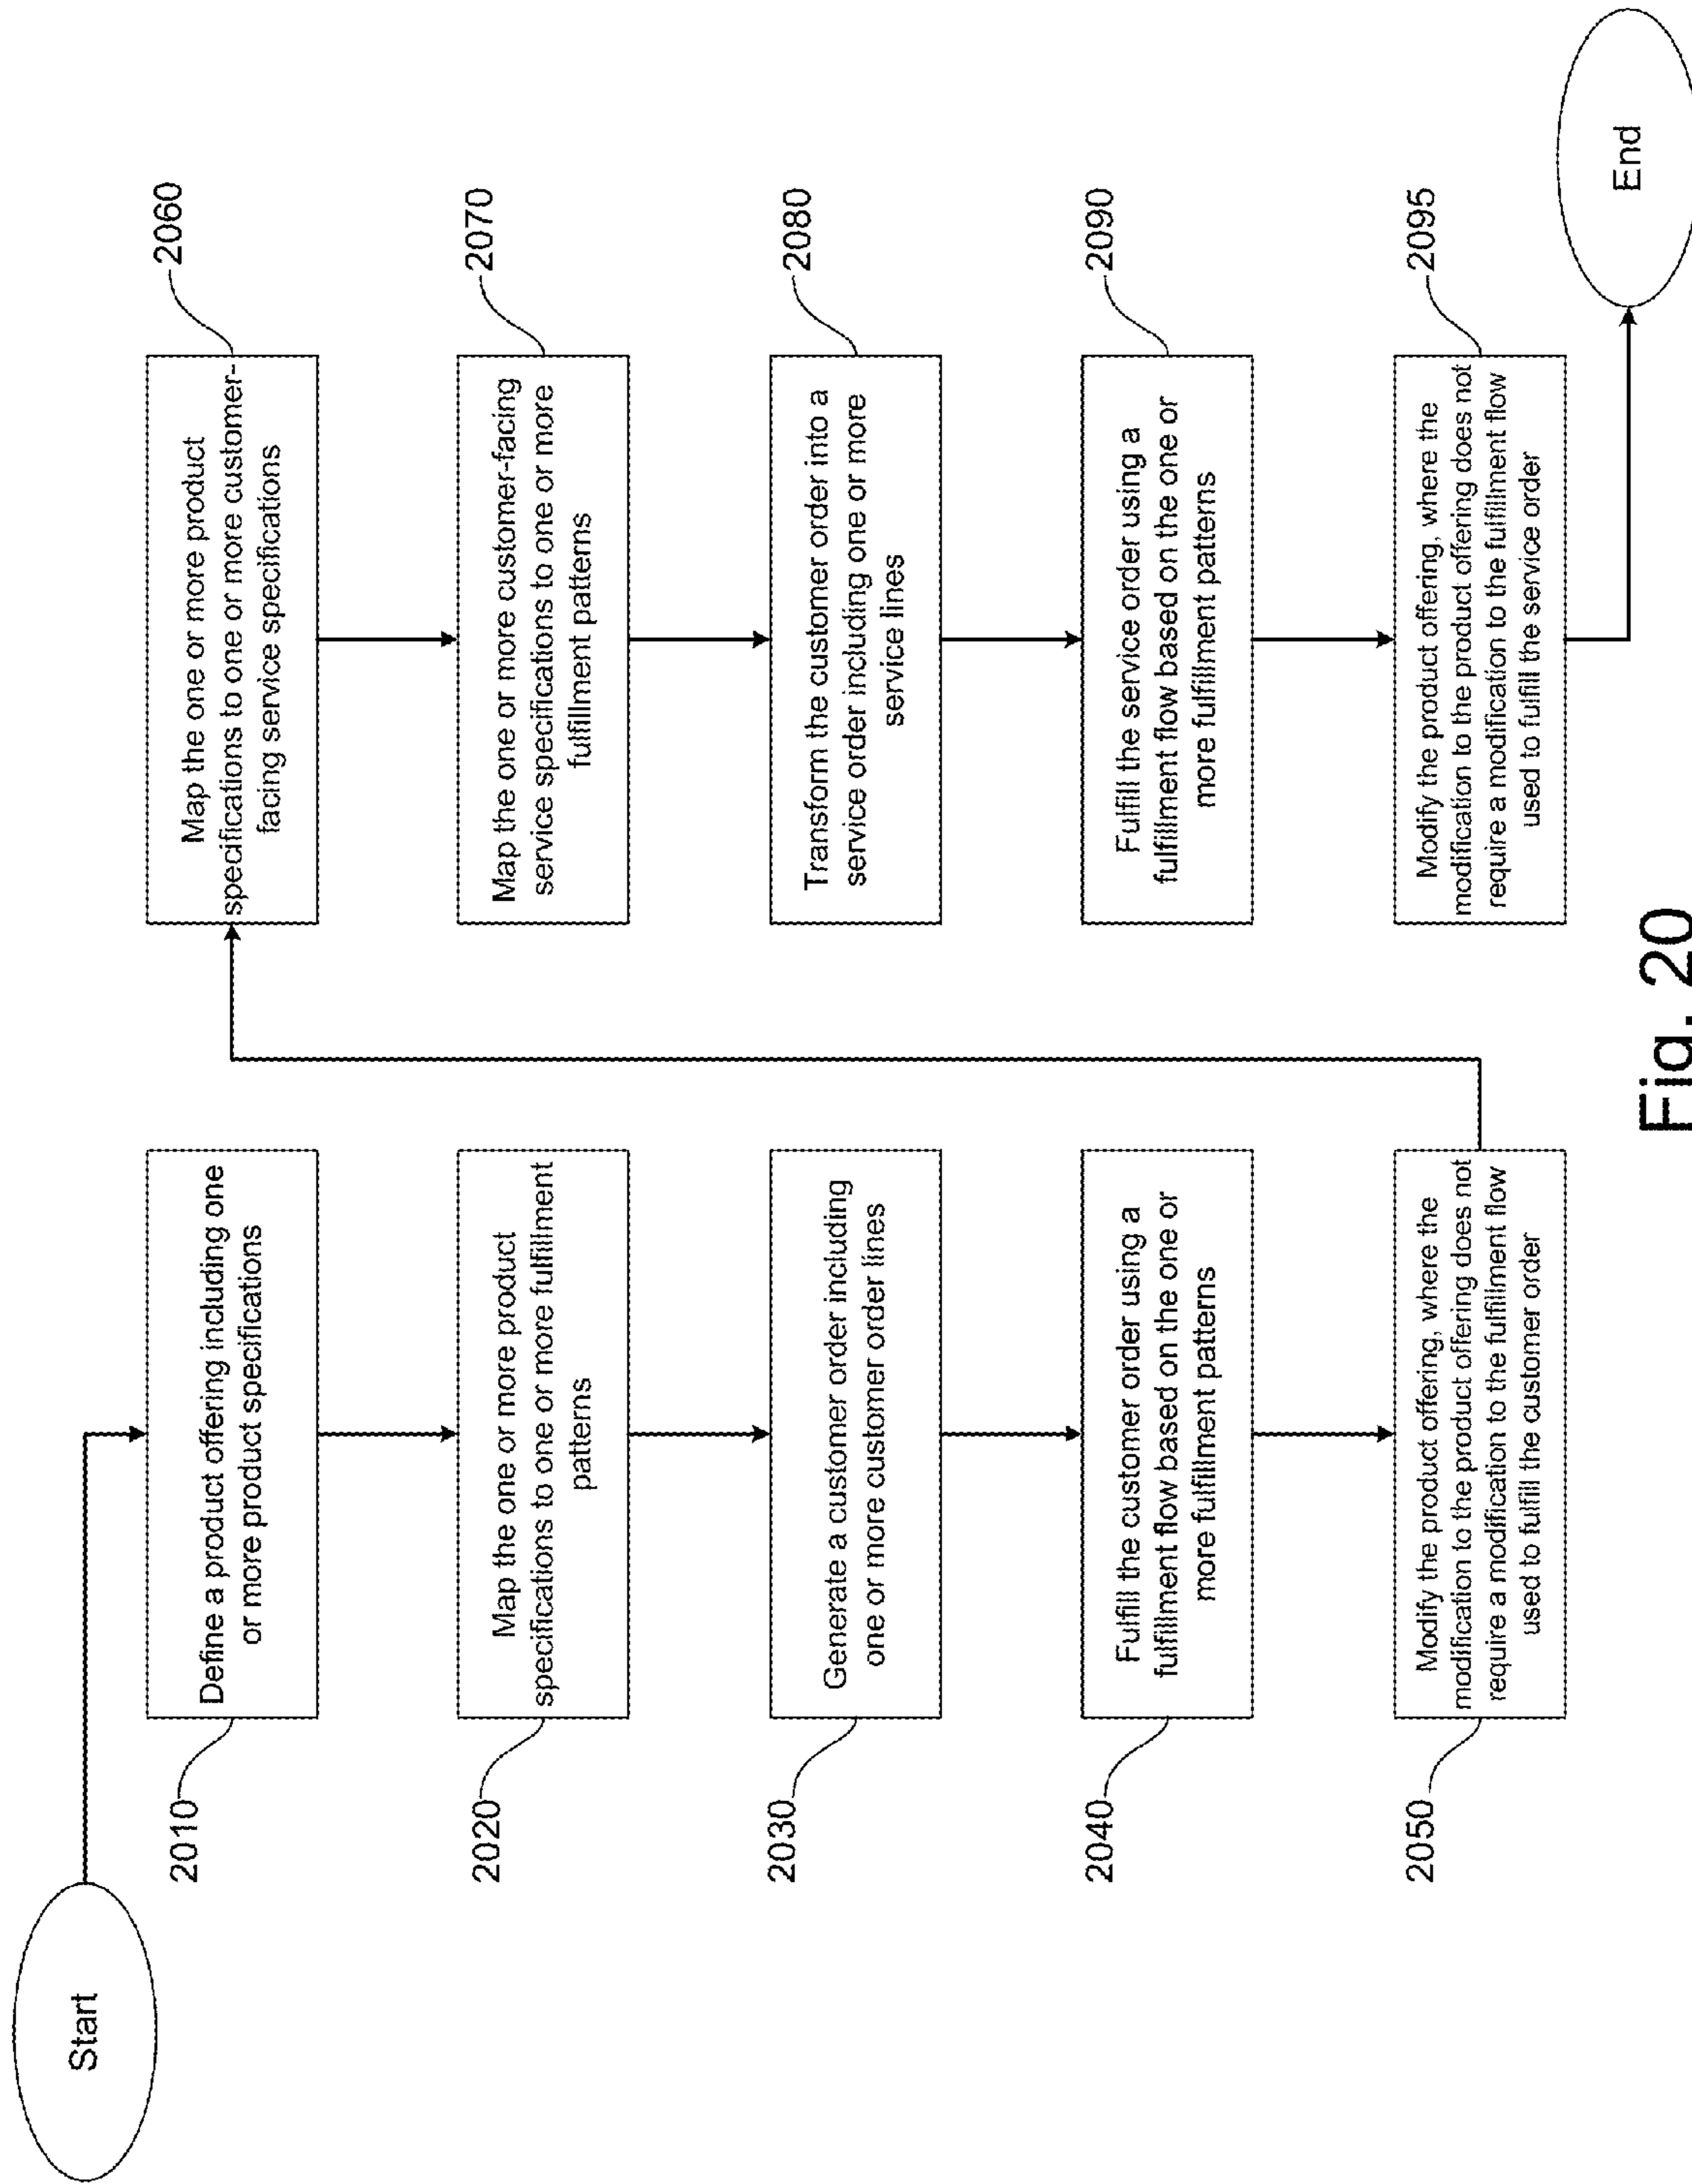 Start
2010
Define a product offering including one
or more product specifications
2020
Map the one or more product
specifications to one or more fulfillment
patterns
2030
Generate a customer order including
one or more customer order lines
2040
Fulfill the customer order using a
fulfillment flow based on the one or
more fulfillment patterns
2050
Modify the product offering, where the
modification to the product offering does not
require a modification to the fulfillment flow
used to fulfill the customer order
2060
Map the one or more product
specifications to one or more customer-
facing service specifications
2070
Map the one or more customer-facing
service specifications to one or more
fulfillment patterns
2080
Transform the customer order into a
service order including one or more
service lines
2090
Fulfill the service order using a
fulfillment flow based on the one or
more fulfillment patterns
2095
Modify the product offering, where the
modification to the product offering does not
require a modification to the fulfillment flow
used to fulfill the service order
End
Fig. 20